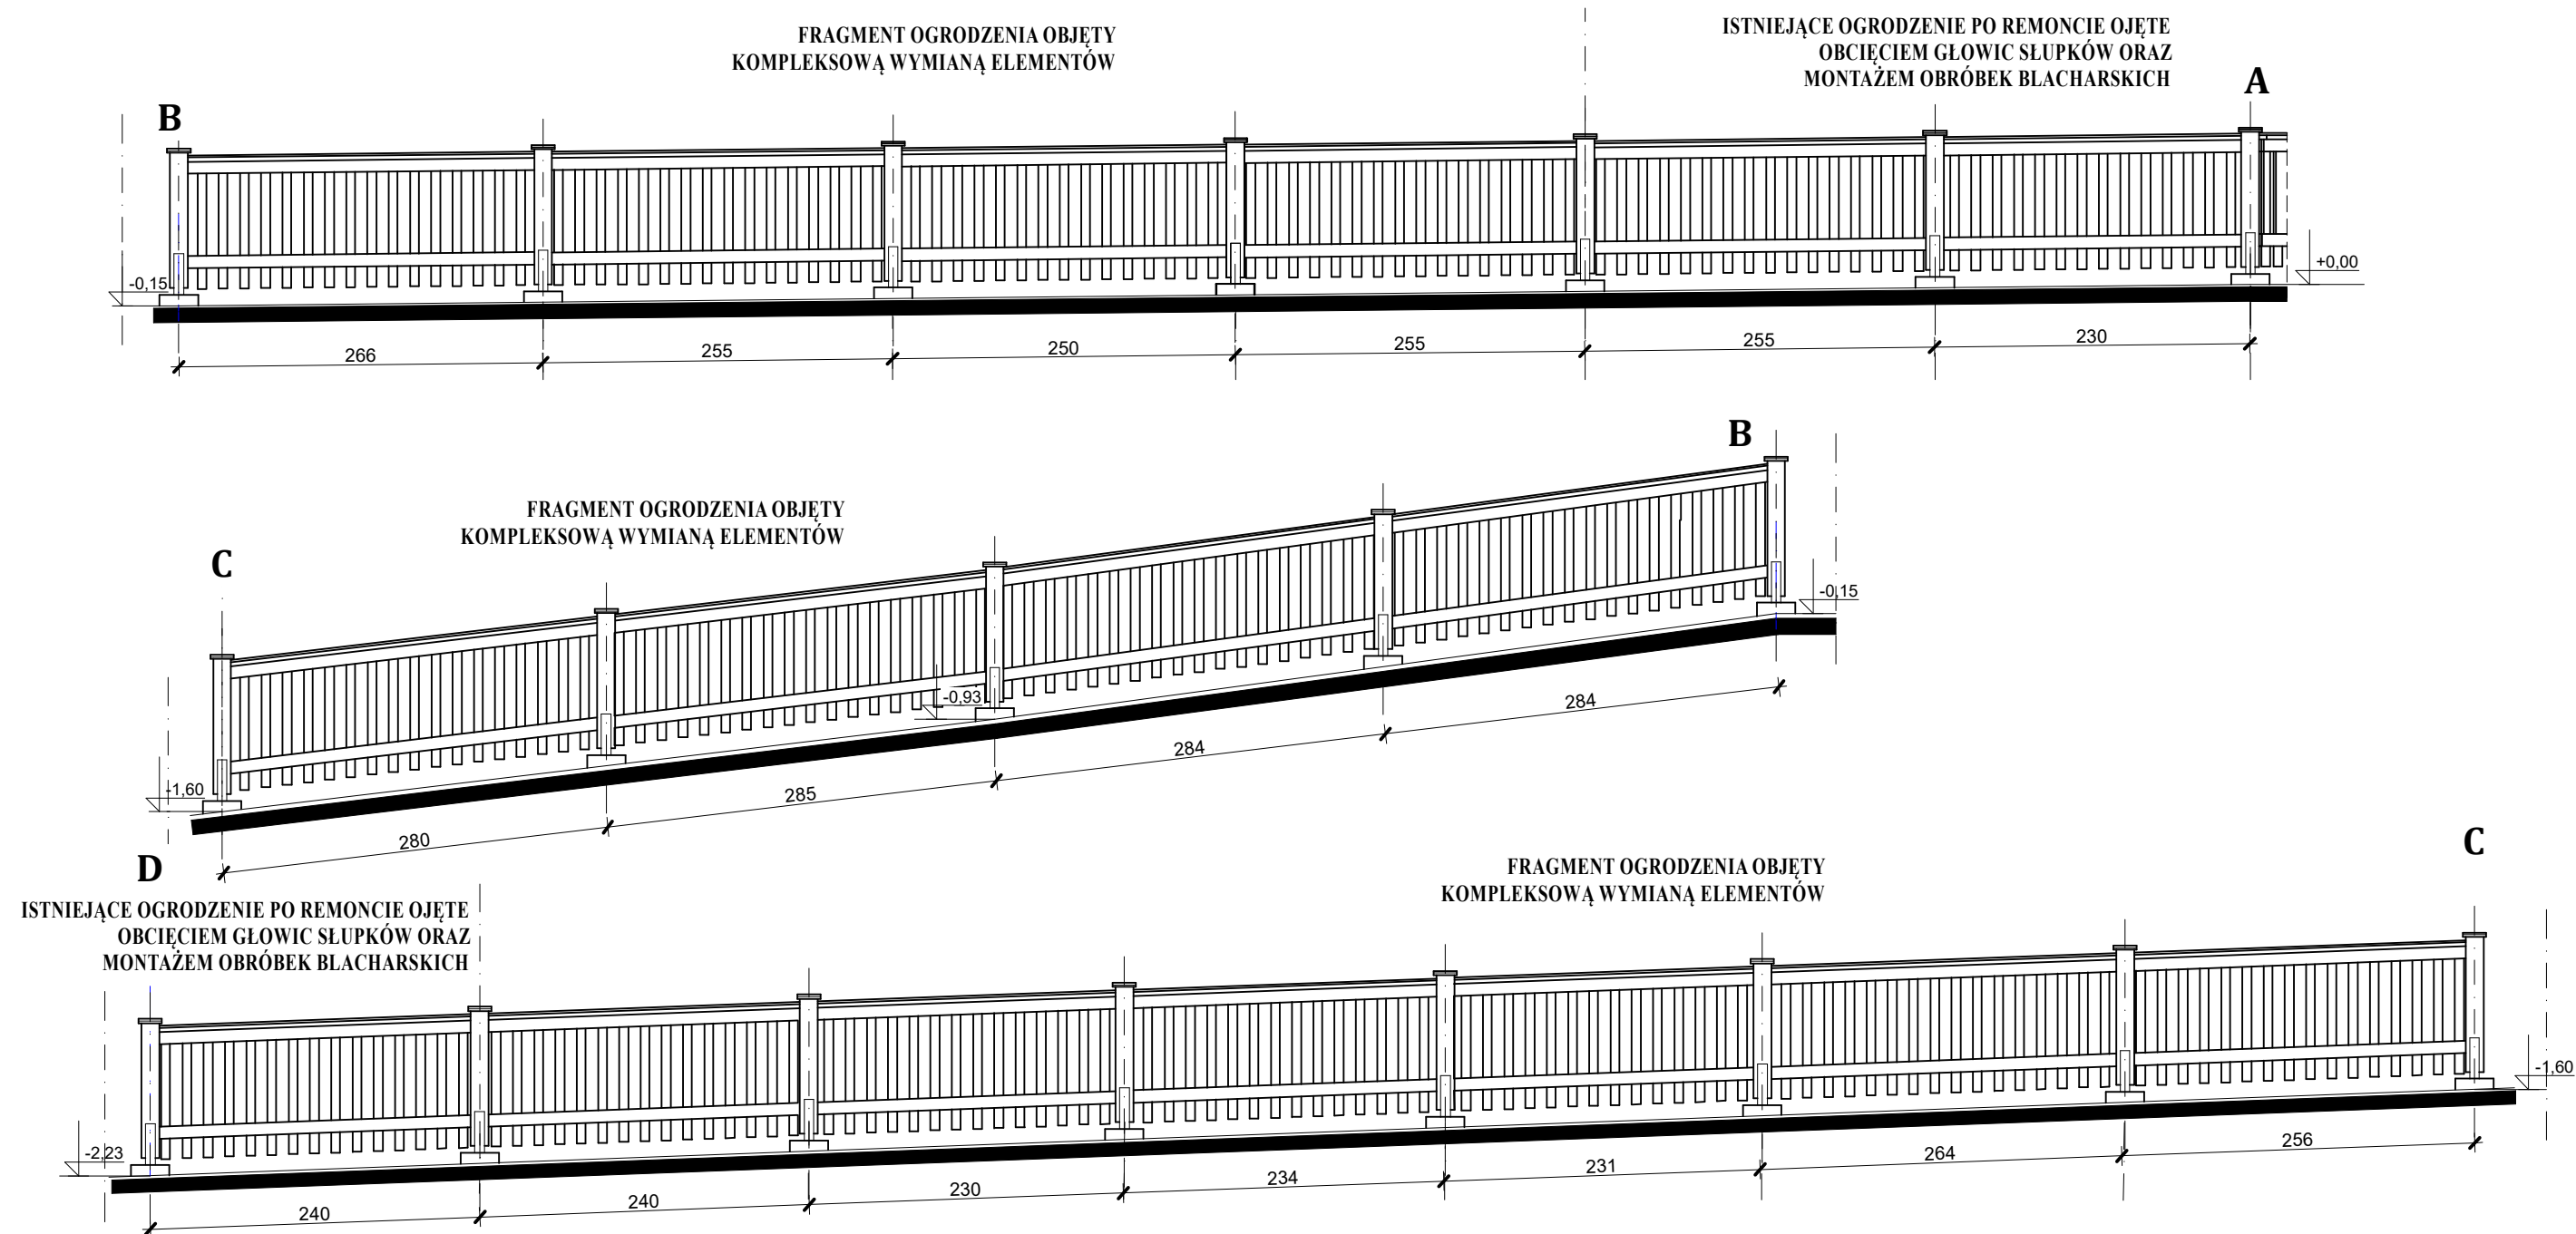 FRAGMENT OGRODZENIA OBJĘTY
KOMPLEKSOWĄ WYMIANĄ ELEMENTÓW
ISTNIEJĄCE OGRODZENIE PO REMONCIE OJĘTE
OBCIĘCIEM GŁOWIC SŁUPKÓW ORAZ
MONTAŻEM OBRÓBEK BLACHARSKICH
B
A
-0,15
+0,00
266
255
250
255
255
230
FRAGMENT OGRODZENIA OBJĘTY
KOMPLEKSOWĄ WYMIANĄ ELEMENTÓW
C
B
-0,15
-0,93
-1,60
280
285
284
284
D
C
ISTNIEJĄCE OGRODZENIE PO REMONCIE OJĘTE
OBCIĘCIEM GŁOWIC SŁUPKÓW ORAZ
MONTAŻEM OBRÓBEK BLACHARSKICH
FRAGMENT OGRODZENIA OBJĘTY
KOMPLEKSOWĄ WYMIANĄ ELEMENTÓW
-2,23
-1,60
240
240
230
234
231
264
256